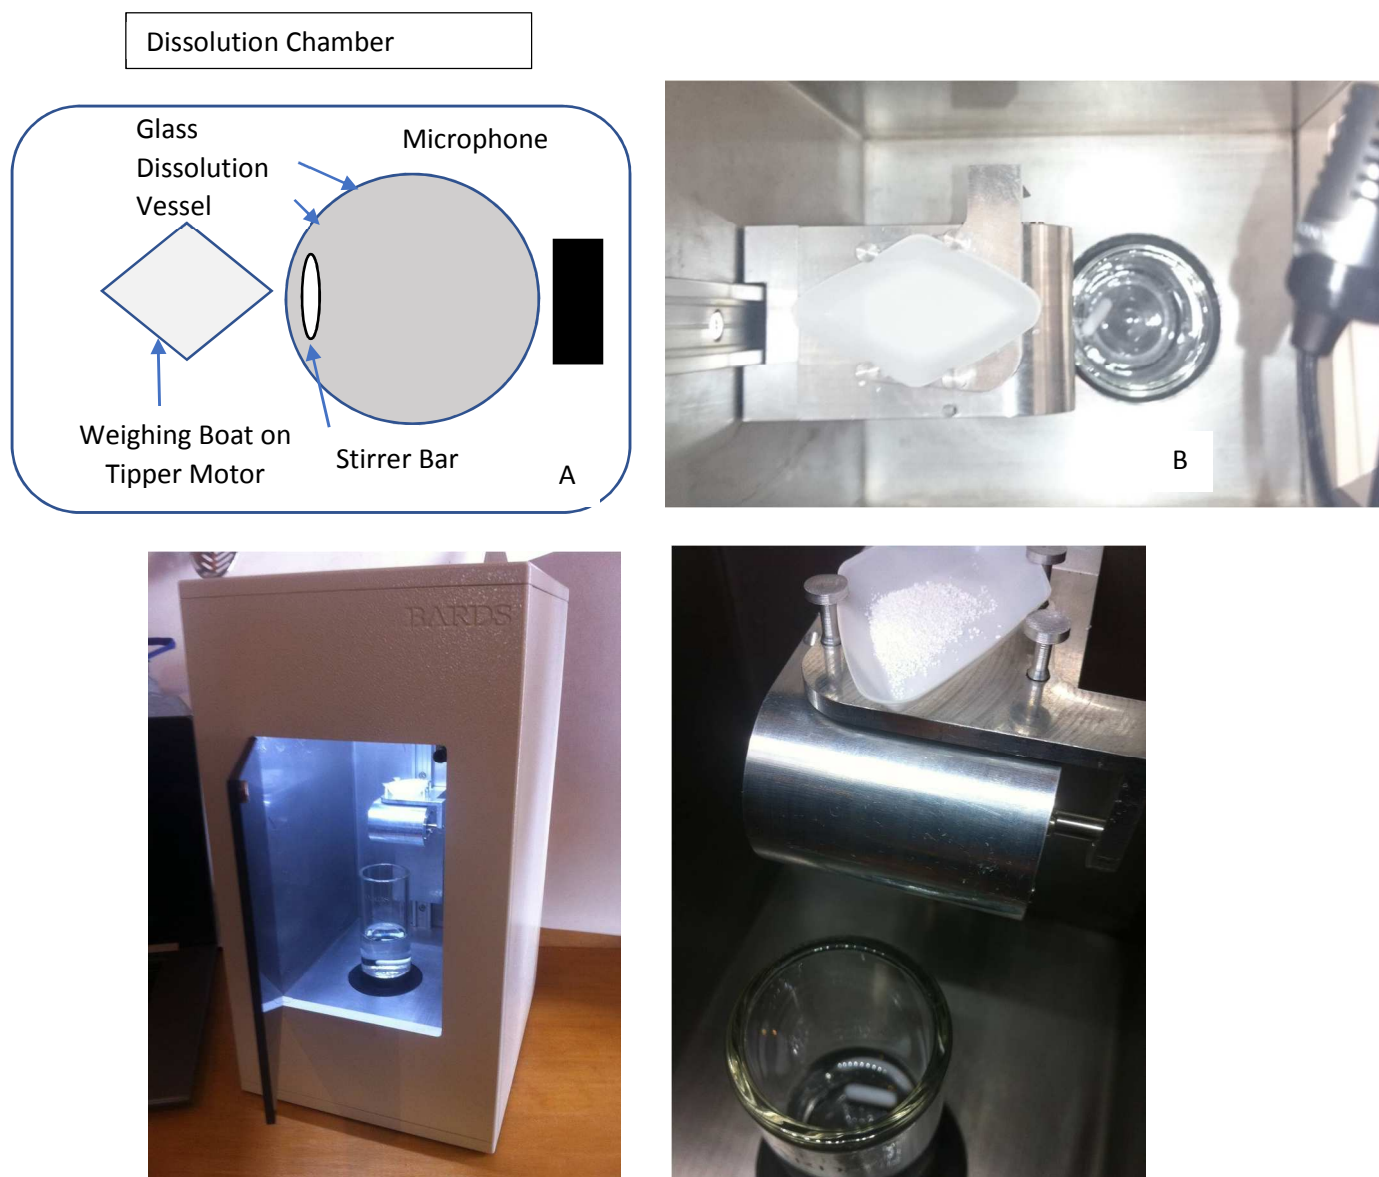 Dissolution Chamber
Glass
Dissolution
Vessel
Microphone
Weighing Boat on
Tipper Motor
Stirrer Bar
A
B
BARDS